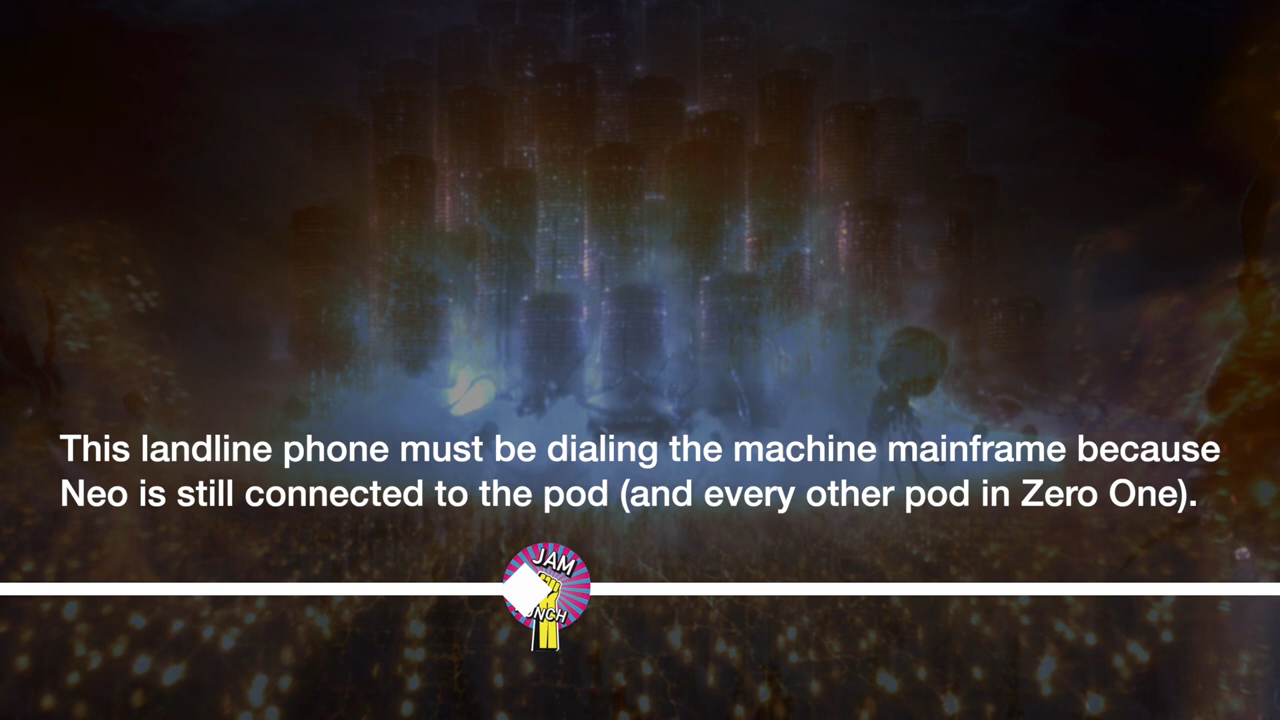 This landline phone must be dialing the machine mainframe because
Neo is still connected to the pod (and every other pod in Zero One).
JAM